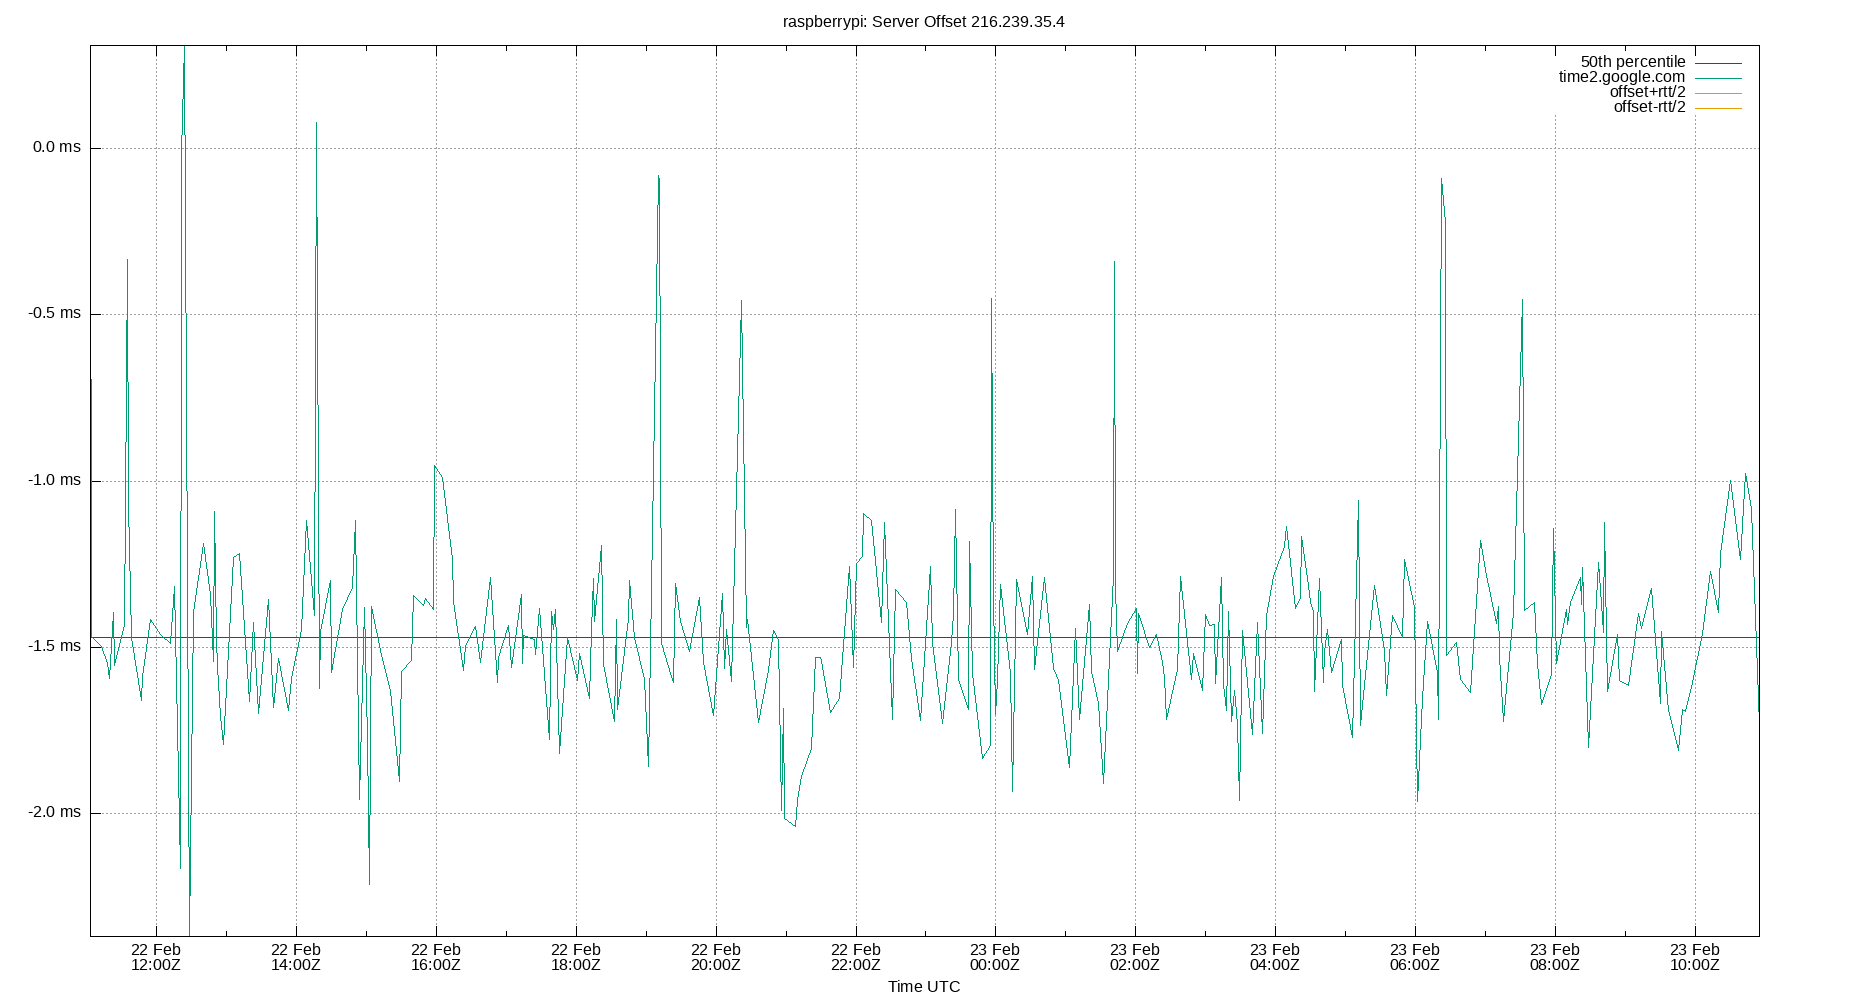 raspberrypi: Server Offset 216.239.35.4
50th percentile
time2.google.com
offset+rtt/2
offset-rtt/2
0.0 ms
-0.5 ms
-1.0 ms
-1.5 ms
-2.0 ms
22 Feb 22 Feb 22 Feb 22 Feb 22 Feb 22 Feb 23 Feb 23 Feb 23 Feb 23 Feb 23 Feb 23 Feb
12:00Z 14:00Z 16:00Z 18:00Z 20:00Z 22:00Z 00:00Z 02:00Z 04:00Z 06:00Z 08:00Z 10:00Z
Time UTC